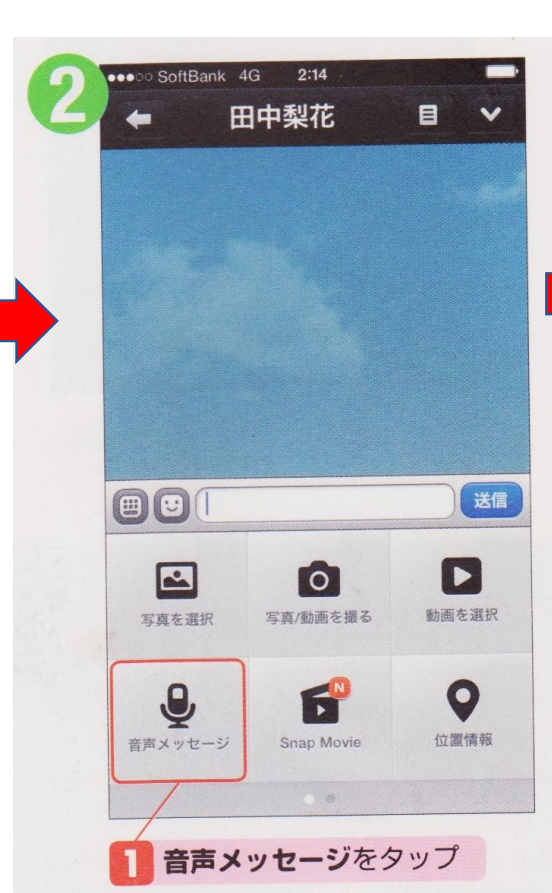 2
SoftBank 4G 2:14
田中梨花
送信
写真を選択 写真/動画を撮る 動画を選択
N
音声メッセージ Snap Movie 位置情報
1 音声メッセージをタップ